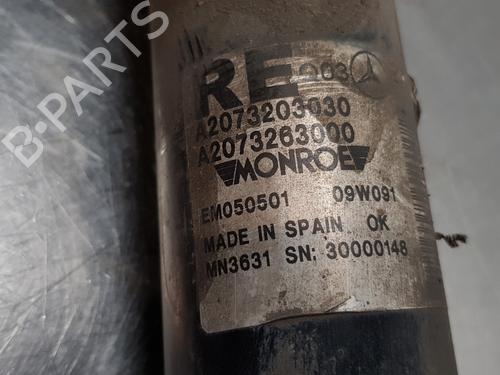 RE 003
A2073203030
A2073263000
MONROE
EM050501 09W091
MADE IN SPAIN OK
MN3631 SN: 30000148
B-PARTS